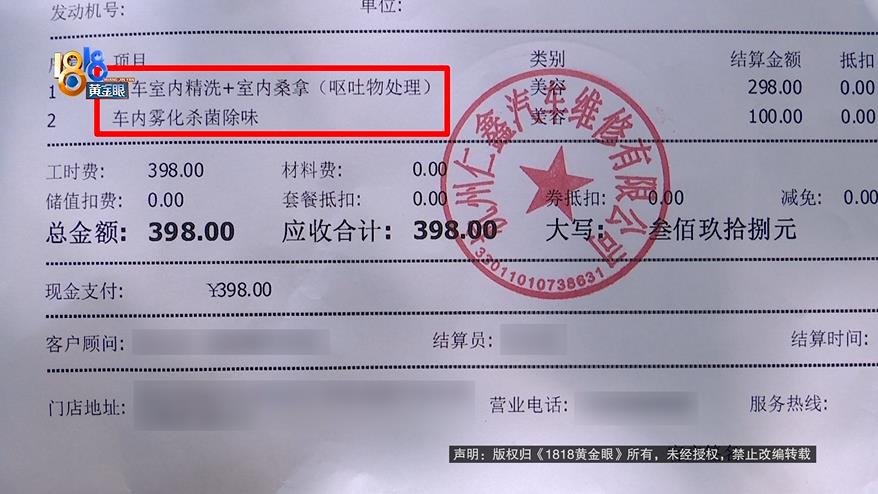 发动机号: 单位:
项目 类别 结算金额 抵扣
1 车室内精洗+室内桑拿（呕吐物处理） 美容 298.00 0.00
2 车内雾化杀菌除味 美容 100.00 0.00
工时费: 398.00 材料费: 0.00
储值扣费: 0.00 套餐抵扣: 0.00 券抵扣: 0.00 减免: 0.00
总金额: 398.00 应收合计: 398.00 大写: 叁佰玖拾捌元
现金支付: ¥398.00
客户顾问: 结算员: 结算时间:
门店地址: 营业电话: 服务热线:
杭州仁鑫汽车维修有限公司
33011010738631
1818
黄金眼
声明：版权归《1818黄金眼》所有，未经授权，禁止改编转载